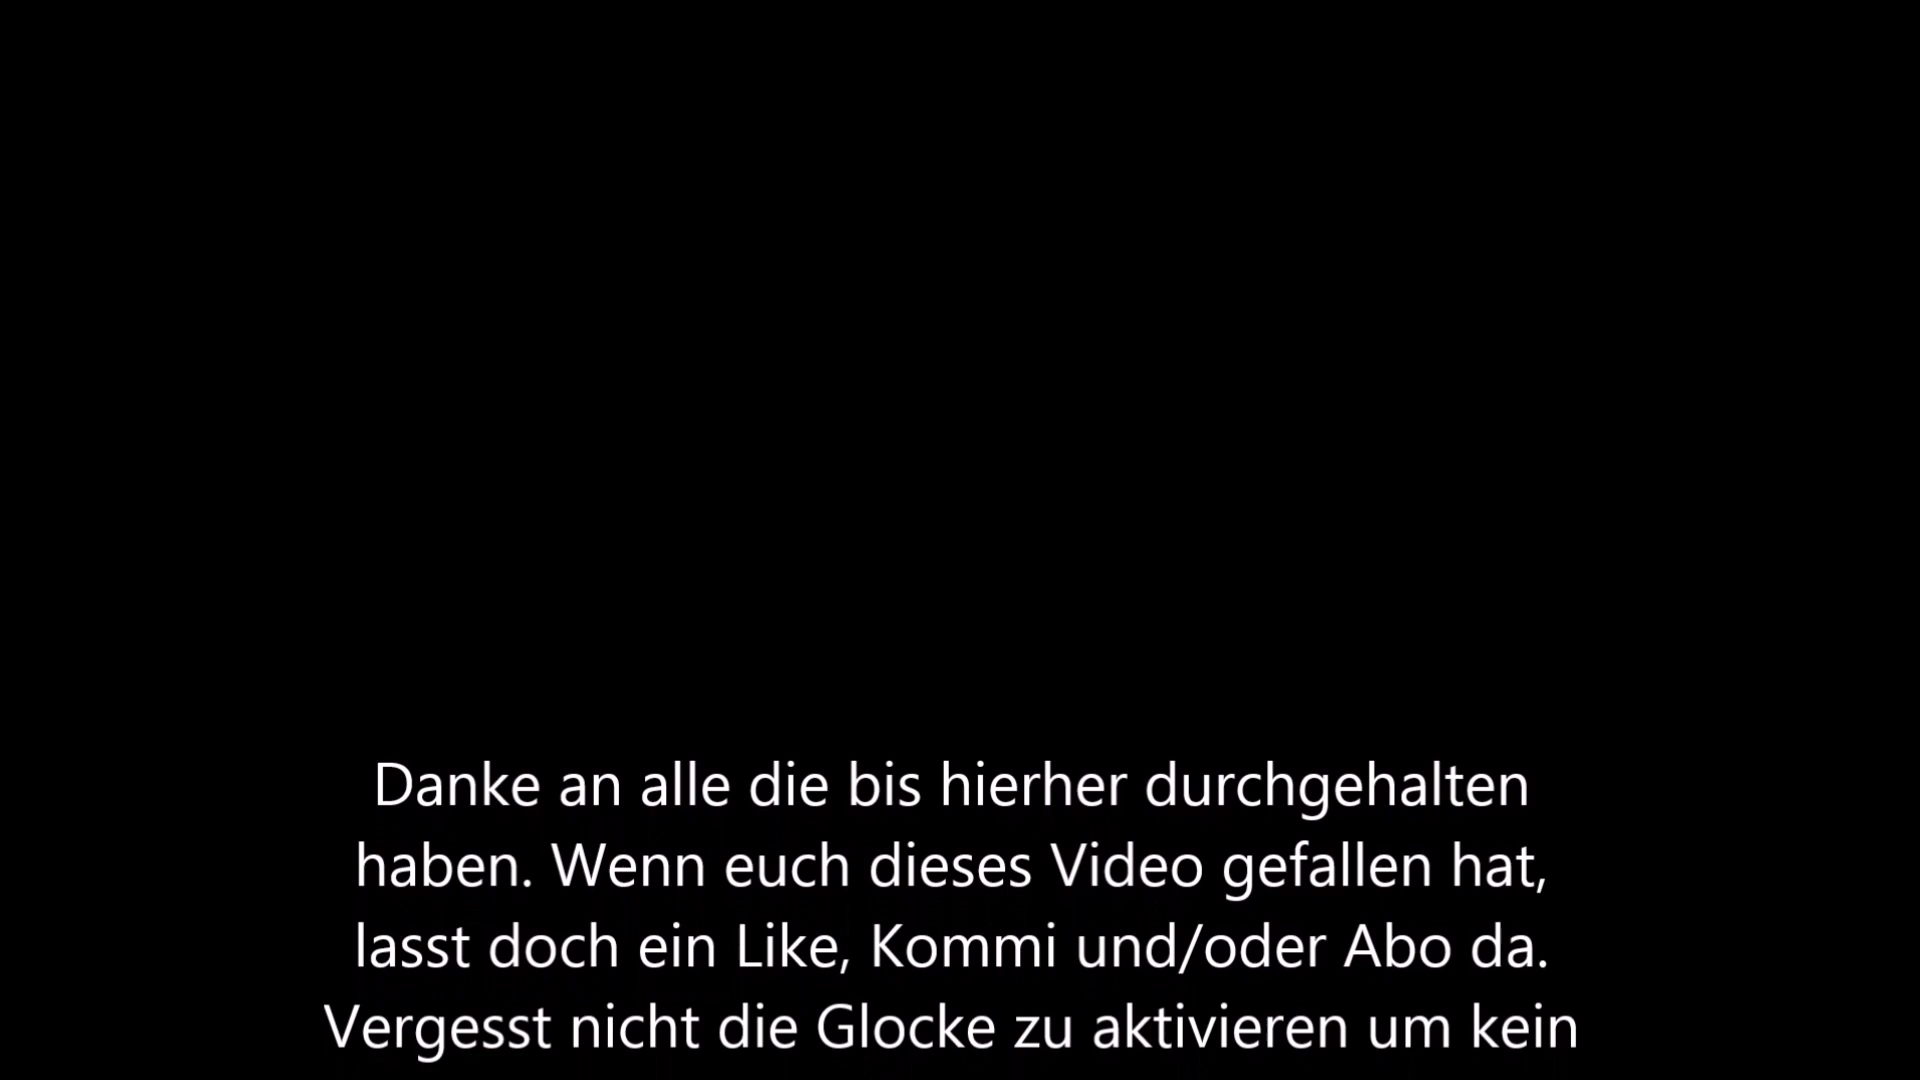 Danke an alle die bis hierher durchgehalten
haben. Wenn euch dieses Video gefallen hat,
lasst doch ein Like, Kommi und/oder Abo da.
Vergesst nicht die Glocke zu aktivieren um kein